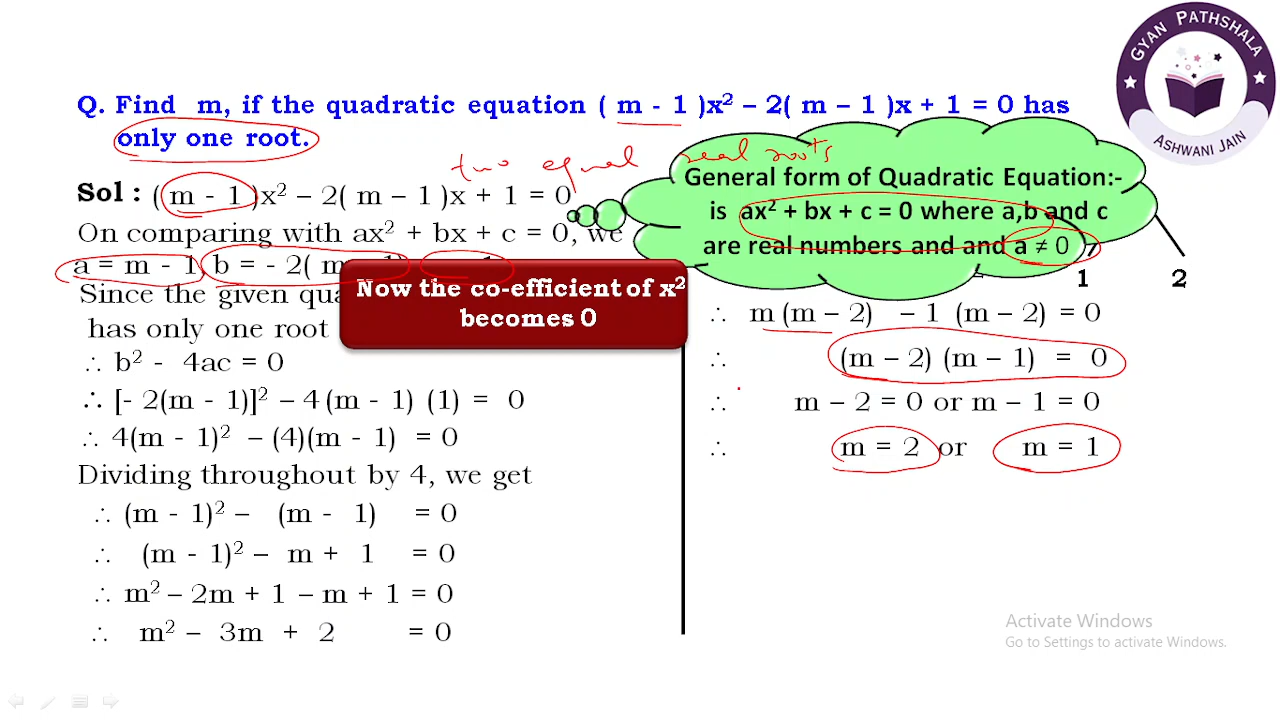 GYAN PATHSHALA
ASHWANI JAIN
Q. Find m, if the quadratic equation ( m - 1 )x² – 2( m – 1 )x + 1 = 0 has
only one root.
two equal real roots
Sol : ( m - 1 )x² – 2( m – 1 )x + 1 = 0
On comparing with ax² + bx + c = 0, we
a = m - 1, b = - 2( m
Since the given qua
has only one root
∴ b² - 4ac = 0
∴ [- 2(m - 1)]² – 4 (m - 1) (1) = 0
∴ 4(m - 1)² – (4)(m - 1) = 0
Dividing throughout by 4, we get
∴ (m - 1)² – (m - 1) = 0
∴ (m - 1)² – m + 1 = 0
∴ m² – 2m + 1 – m + 1 = 0
∴ m² – 3m + 2 = 0
Now the co-efficient of x²
becomes 0
General form of Quadratic Equation:-
is ax² + bx + c = 0 where a,b and c
are real numbers and and a ≠ 0
1 2
∴ m (m – 2) – 1 (m – 2) = 0
∴ (m – 2) (m – 1) = 0
∴ m – 2 = 0 or m – 1 = 0
∴ m = 2 or m = 1
Activate Windows
Go to Settings to activate Windows.